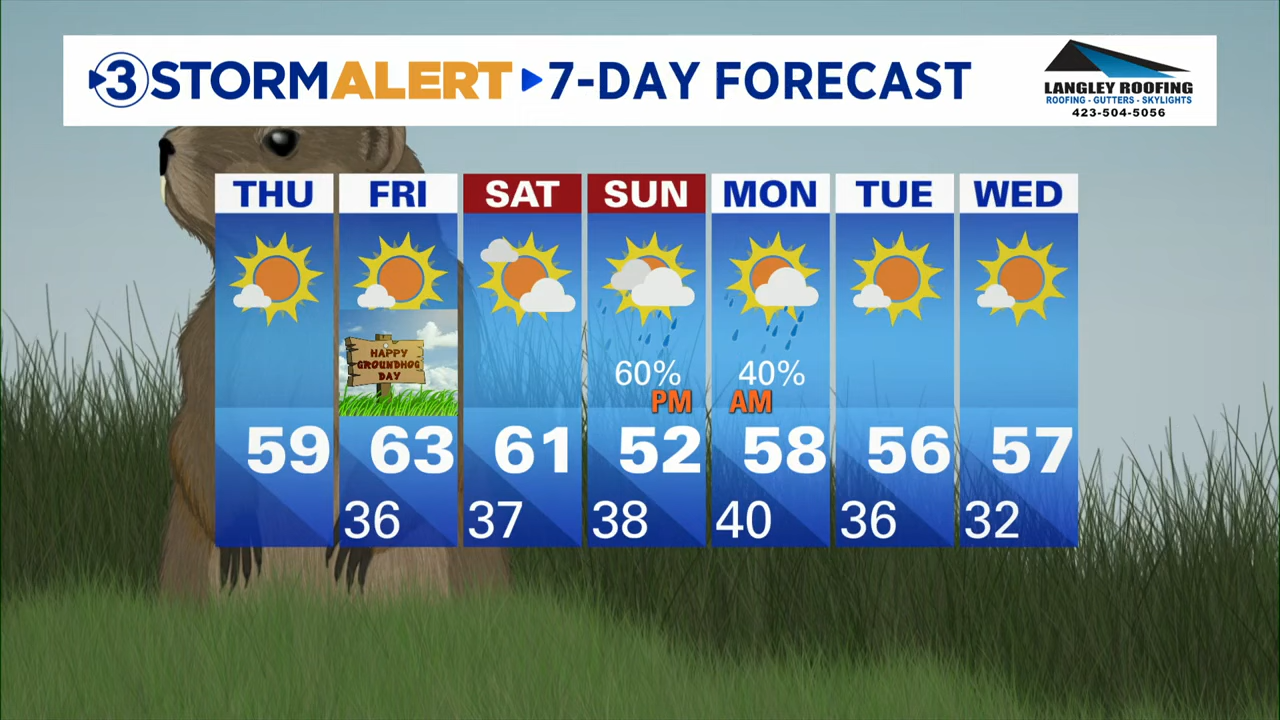 3 STORMALERT 7-DAY FORECAST
LANGLEY ROOFING
ROOFING - GUTTERS - SKYLIGHTS
423-504-5056
THU FRI SAT SUN MON TUE WED
HAPPY
GROUNDHOG
DAY
60% 40%
PM AM
59 63 61 52 58 56 57
36 37 38 40 36 32